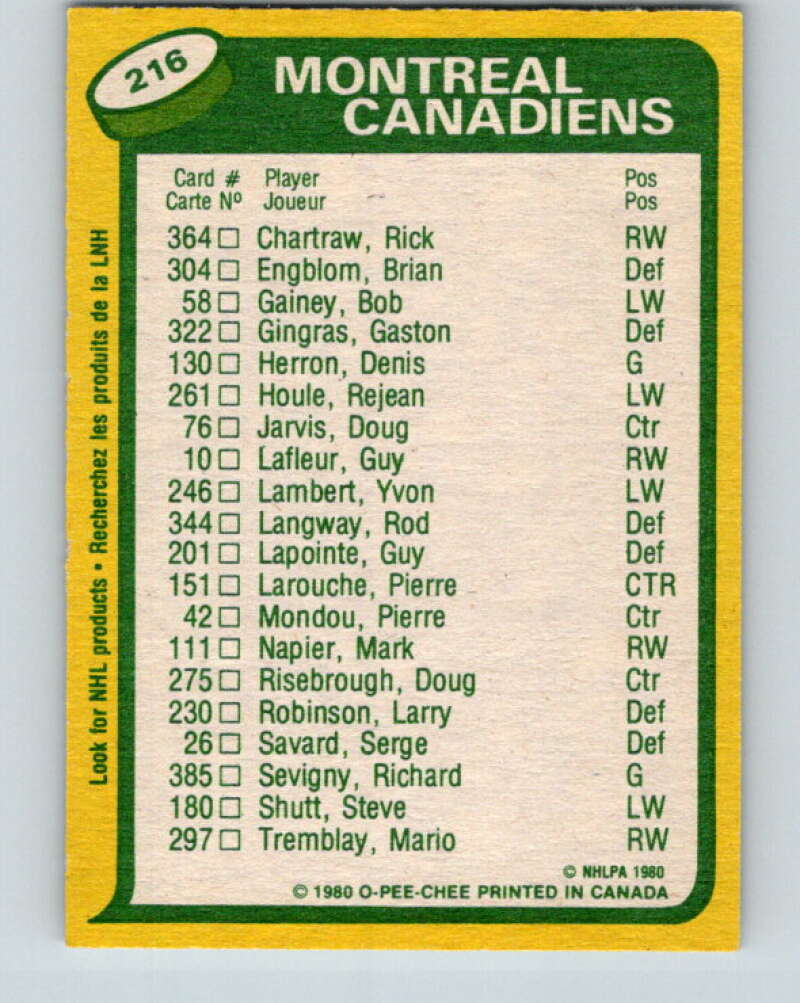 216
MONTREAL
CANADIENS
Card # Player Pos
Carte Nº Joueur Pos
364 □ Chartraw, Rick RW
304 □ Engblom, Brian Def
58 □ Gainey, Bob LW
322 □ Gingras, Gaston Def
130 □ Herron, Denis G
261 □ Houle, Rejean LW
76 □ Jarvis, Doug Ctr
10 □ Lafleur, Guy RW
246 □ Lambert, Yvon LW
344 □ Langway, Rod Def
201 □ Lapointe, Guy Def
151 □ Larouche, Pierre CTR
42 □ Mondou, Pierre Ctr
111 □ Napier, Mark RW
275 □ Risebrough, Doug Ctr
230 □ Robinson, Larry Def
26 □ Savard, Serge Def
385 □ Sevigny, Richard G
180 □ Shutt, Steve LW
297 □ Tremblay, Mario RW
© NHLPA 1980
© 1980 O-PEE-CHEE PRINTED IN CANADA
Look for NHL products • Recherchez les produits de la LNH